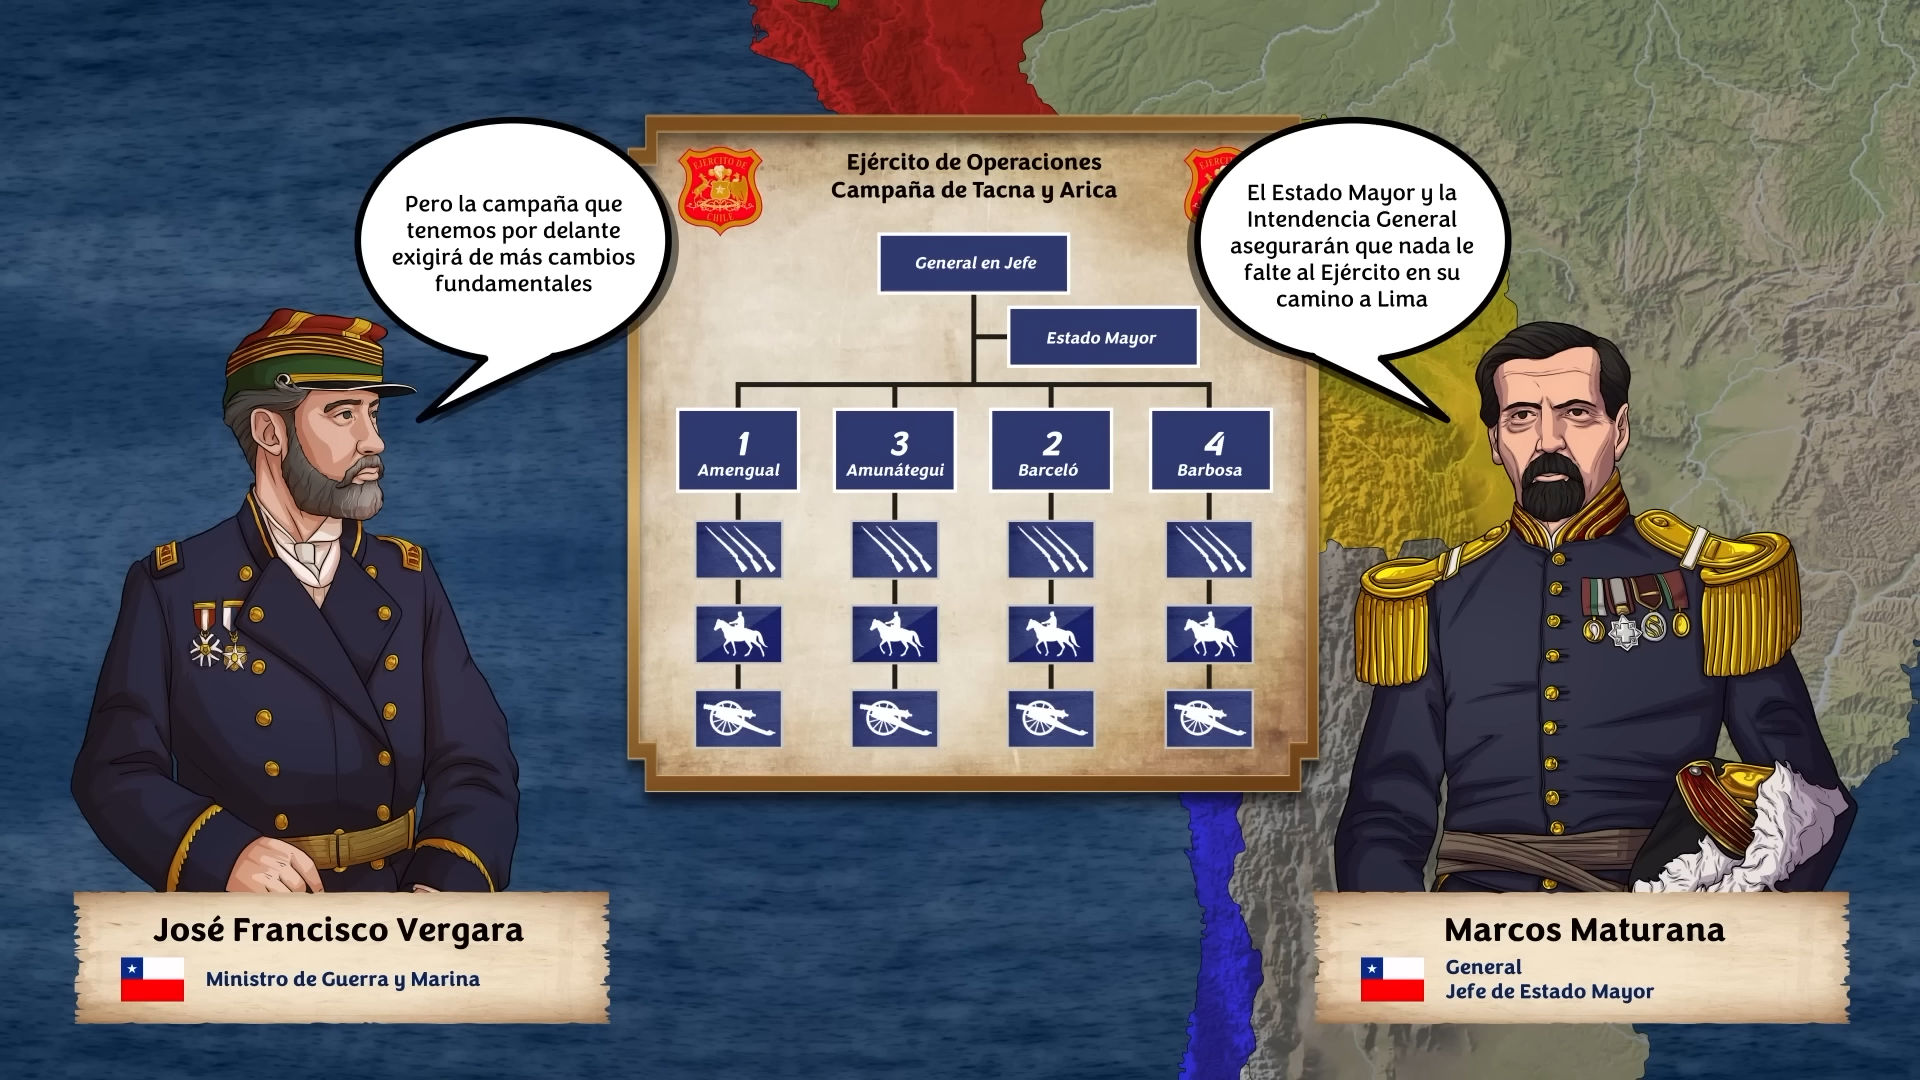 Pero la campaña que
tenemos por delante
exigirá de más cambios
fundamentales
EJERCITO DE
CHILE
Ejército de Operaciones
Campaña de Tacna y Arica
El Estado Mayor y la
Intendencia General
asegurarán que nada le
falte al Ejército en su
camino a Lima
General en Jefe
Estado Mayor
1
Amengual
3
Amunátegui
2
Barceló
4
Barbosa
José Francisco Vergara
Ministro de Guerra y Marina
Marcos Maturana
General
Jefe de Estado Mayor